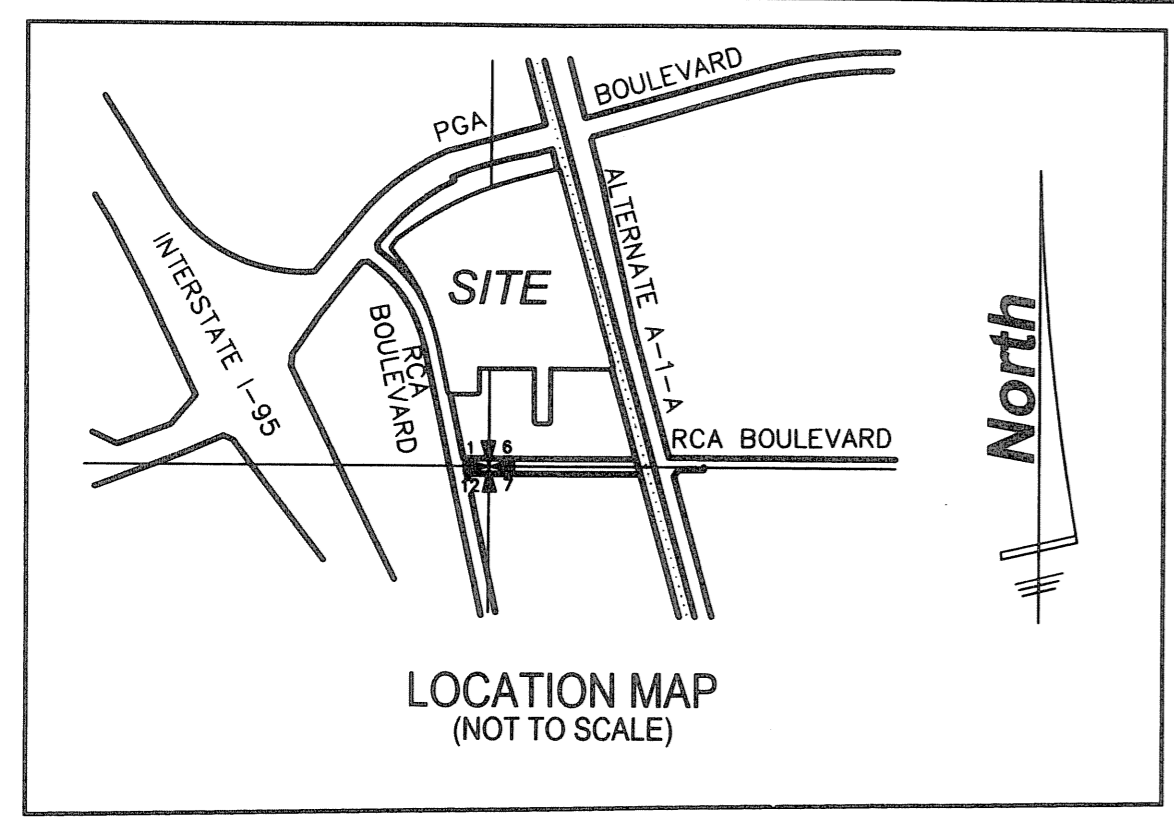 BOULEVARD
PGA
ALTERNATE A-1-A
SITE
INTERSTATE I-95
RCA
BOULEVARD
North
RCA BOULEVARD
1 6
12 7
LOCATION MAP
(NOT TO SCALE)